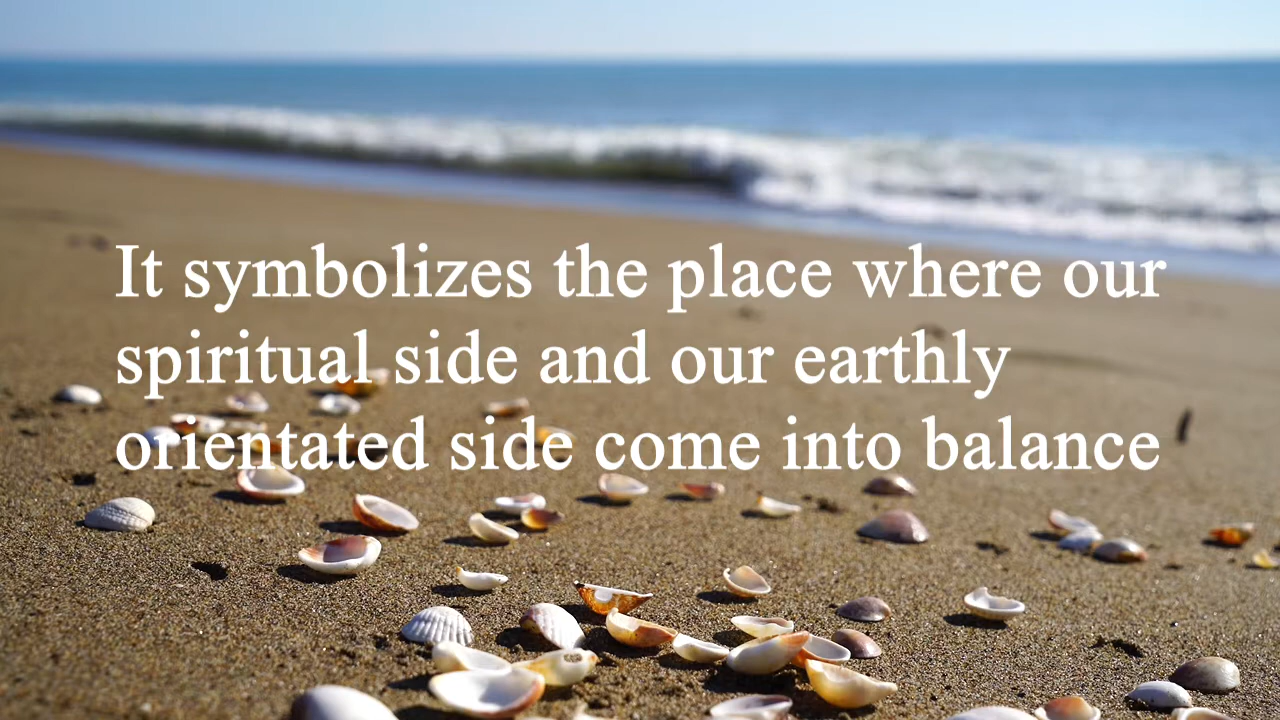 It symbolizes the place where our
spiritual side and our earthly
orientated side come into balance